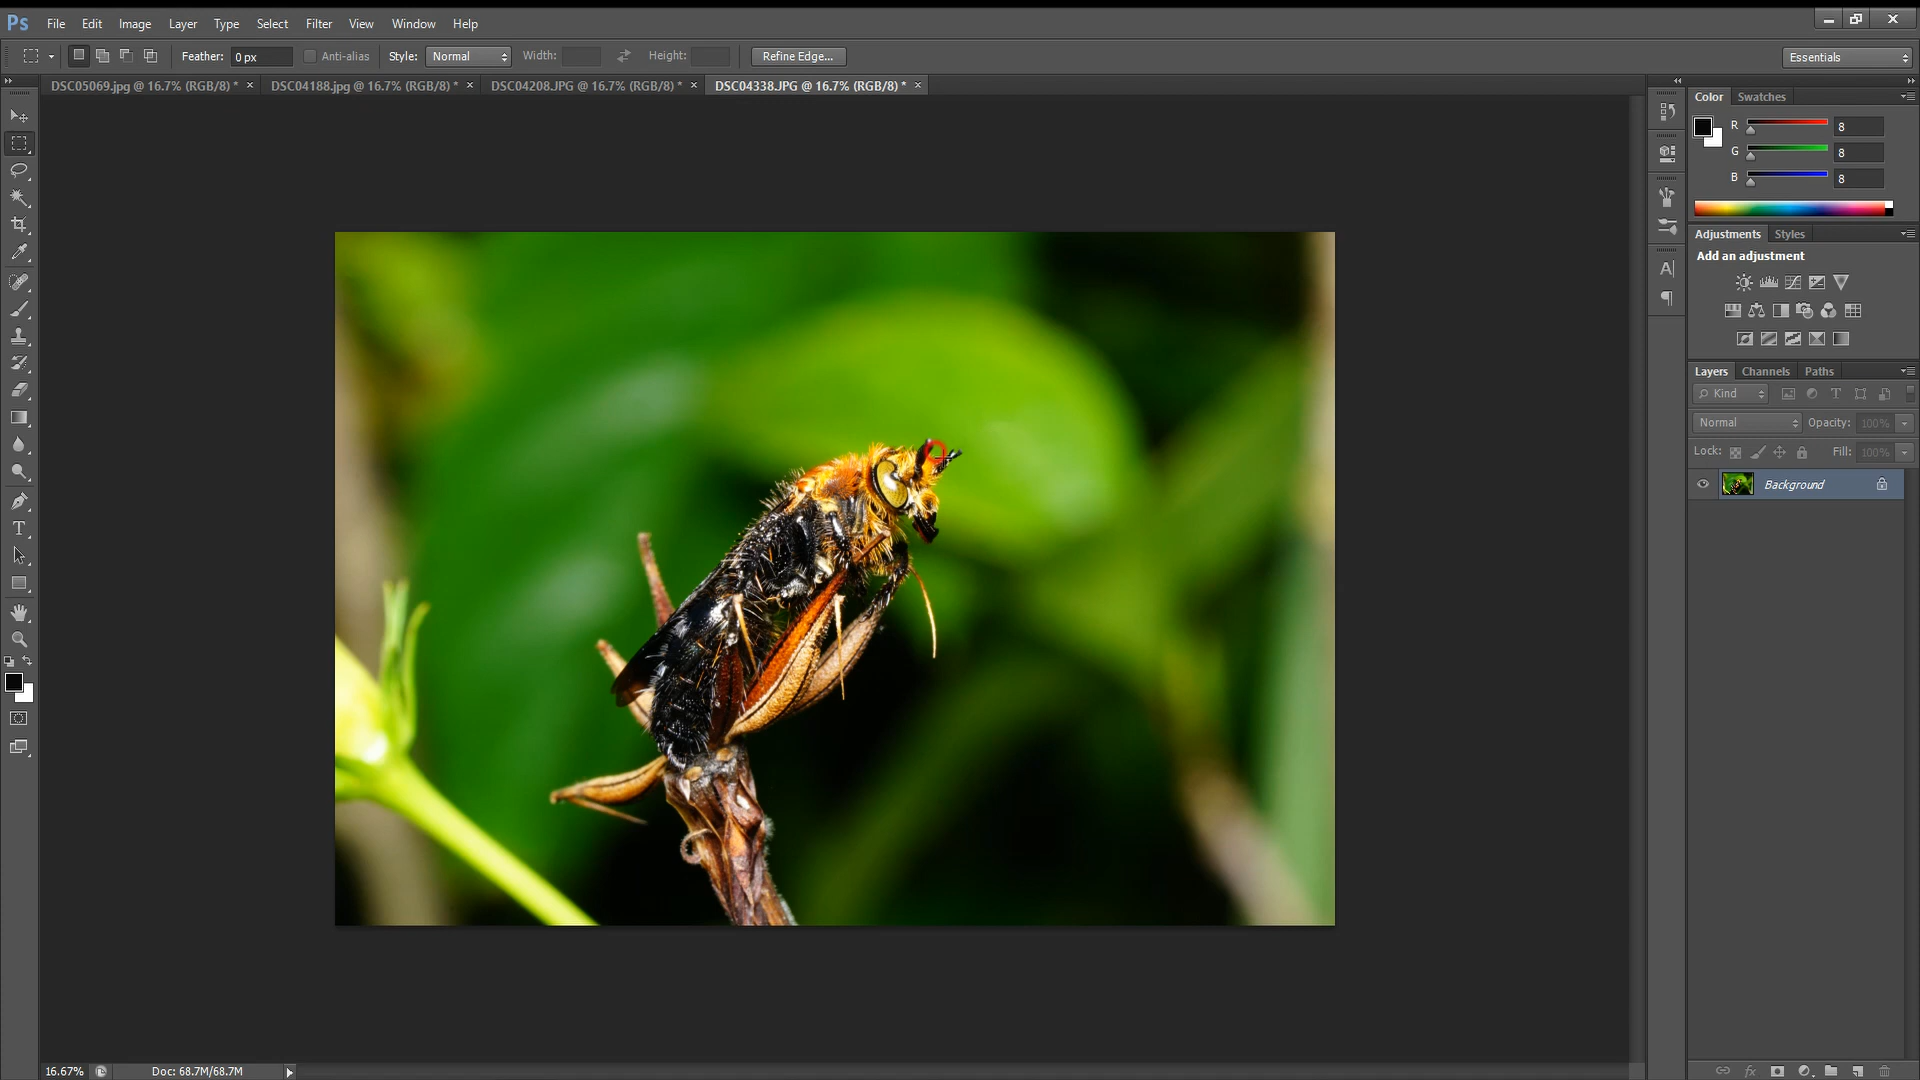 Ps File Edit Image Layer Type Select Filter View Window Help
Feather: 0 px Anti-alias Style: Normal Width: Height: Refine Edge... Essentials
DSC05069.jpg @ 16.7% (RGB/8) * × DSC04188.jpg @ 16.7% (RGB/8) * × DSC04208.JPG @ 16.7% (RGB/8) * × DSC04338.JPG @ 16.7% (RGB/8) * ×
Color Swatches
R 8
G 8
B 8
Adjustments Styles
Add an adjustment
Layers Channels Paths
Kind
Normal Opacity: 100%
Lock: Fill: 100%
Background
16.67% Doc: 68.7M/68.7M